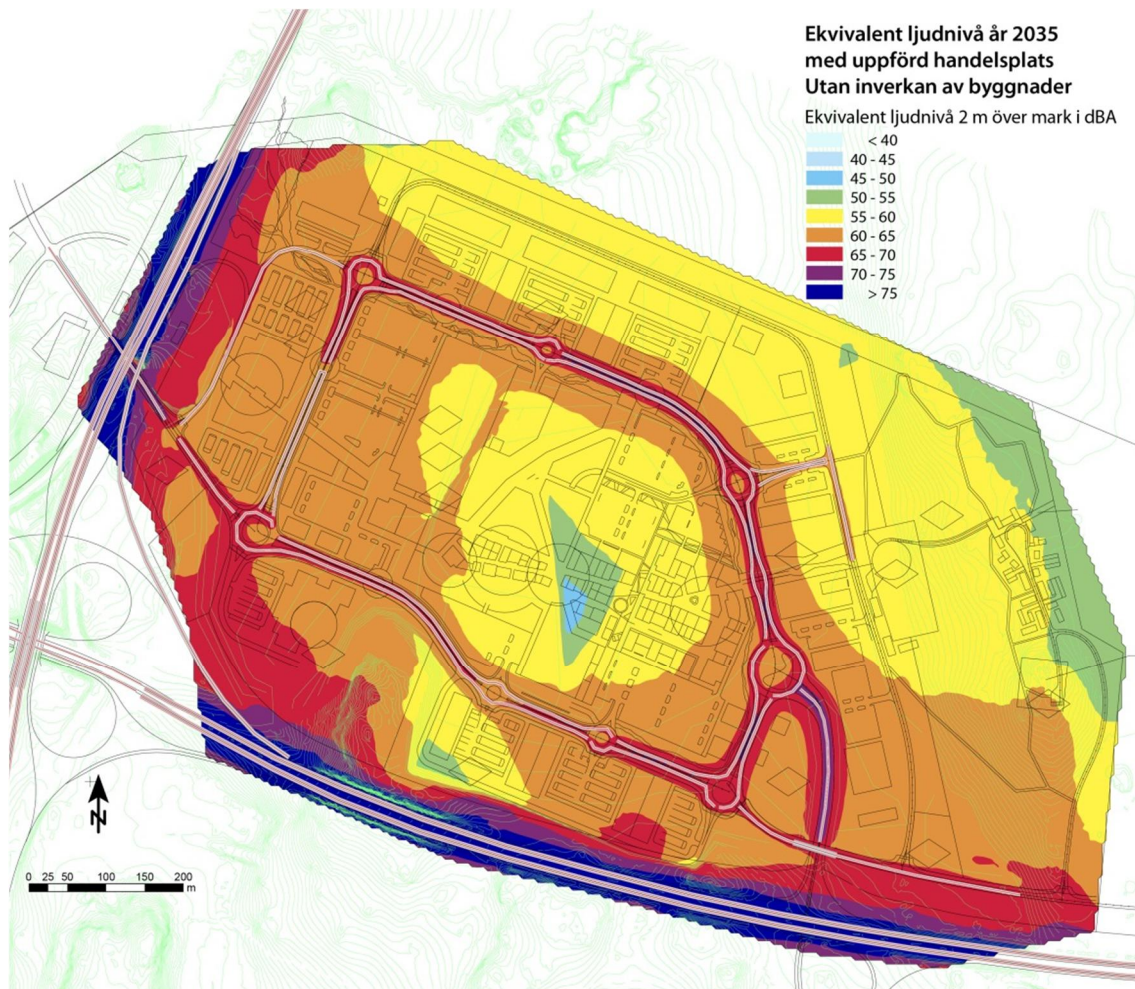 Ekvivalent ljudnivå år 2035
med uppförd handelsplats
Utan inverkan av byggnader
Ekvivalent ljudnivå 2 m över mark i dBA
< 40
40 - 45
45 - 50
50 - 55
55 - 60
60 - 65
65 - 70
70 - 75
> 75
N
0 25 50 100 150 200
m